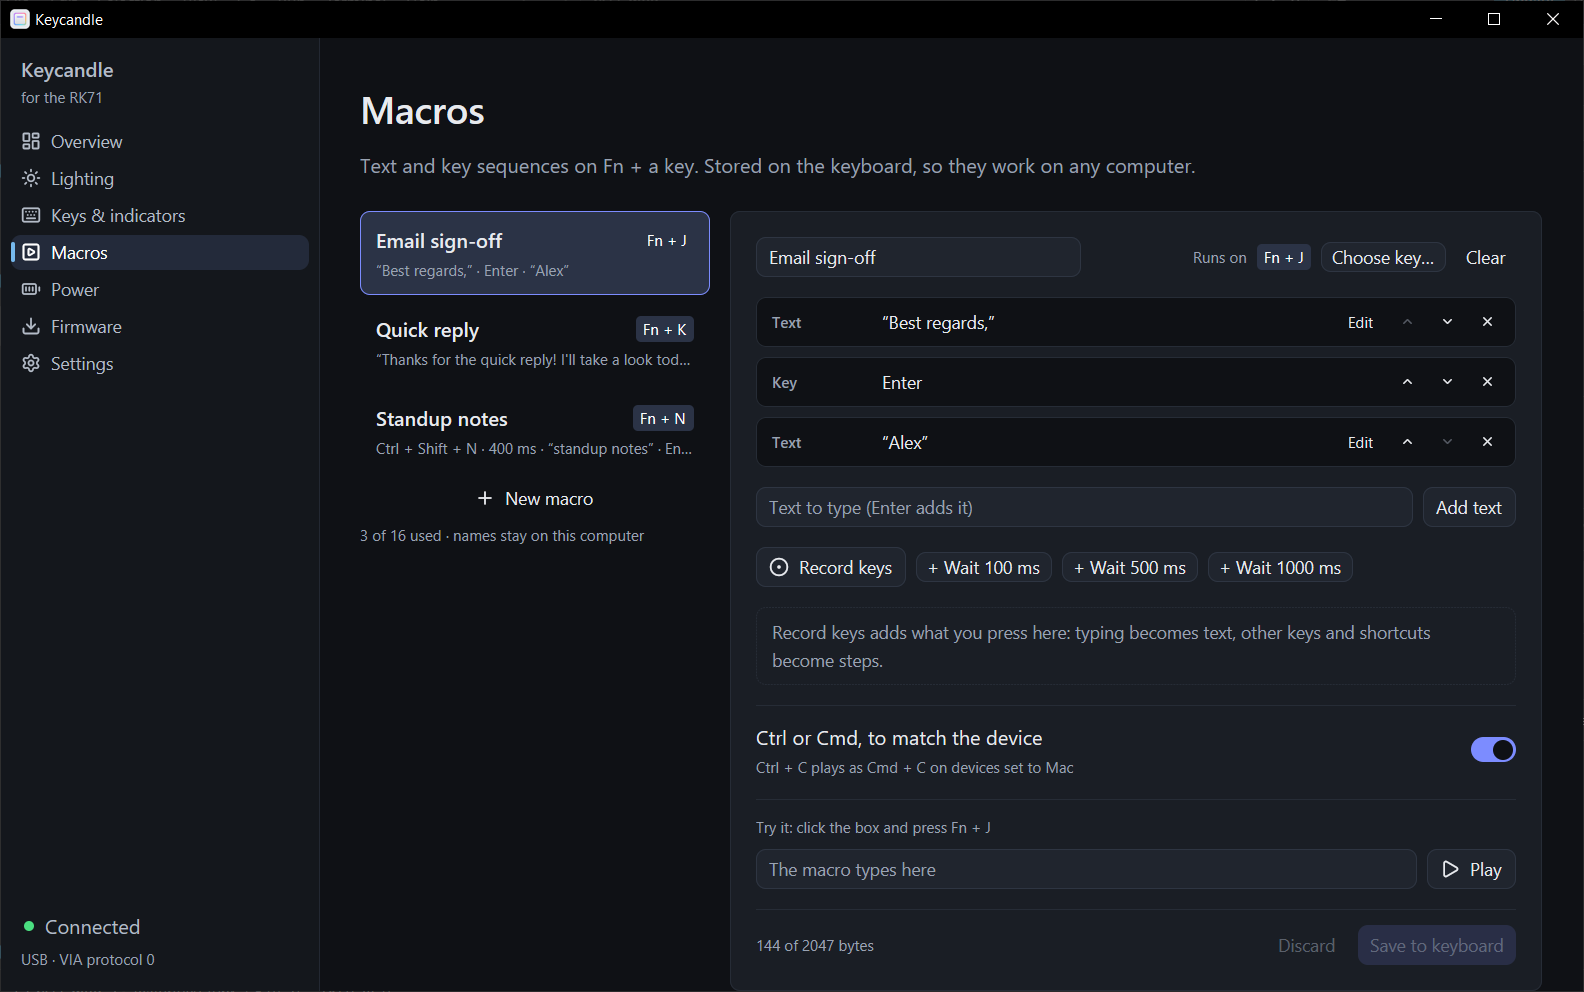 Keycandle
Keycandle
for the RK71
Overview
Lighting
Keys & indicators
Macros
Power
Firmware
Settings
Connected
USB · VIA protocol 0
Macros
Text and key sequences on Fn + a key. Stored on the keyboard, so they work on any computer.
Email sign-off Fn + J
“Best regards,” · Enter · “Alex”
Quick reply Fn + K
“Thanks for the quick reply! I'll take a look tod...
Standup notes Fn + N
Ctrl + Shift + N · 400 ms · “standup notes” · En...
+ New macro
3 of 16 used · names stay on this computer
Email sign-off Runs on Fn + J Choose key... Clear
Text “Best regards,” Edit
Key Enter
Text “Alex” Edit
Text to type (Enter adds it) Add text
Record keys + Wait 100 ms + Wait 500 ms + Wait 1000 ms
Record keys adds what you press here: typing becomes text, other keys and shortcuts
become steps.
Ctrl or Cmd, to match the device
Ctrl + C plays as Cmd + C on devices set to Mac
Try it: click the box and press Fn + J
The macro types here Play
144 of 2047 bytes Discard Save to keyboard